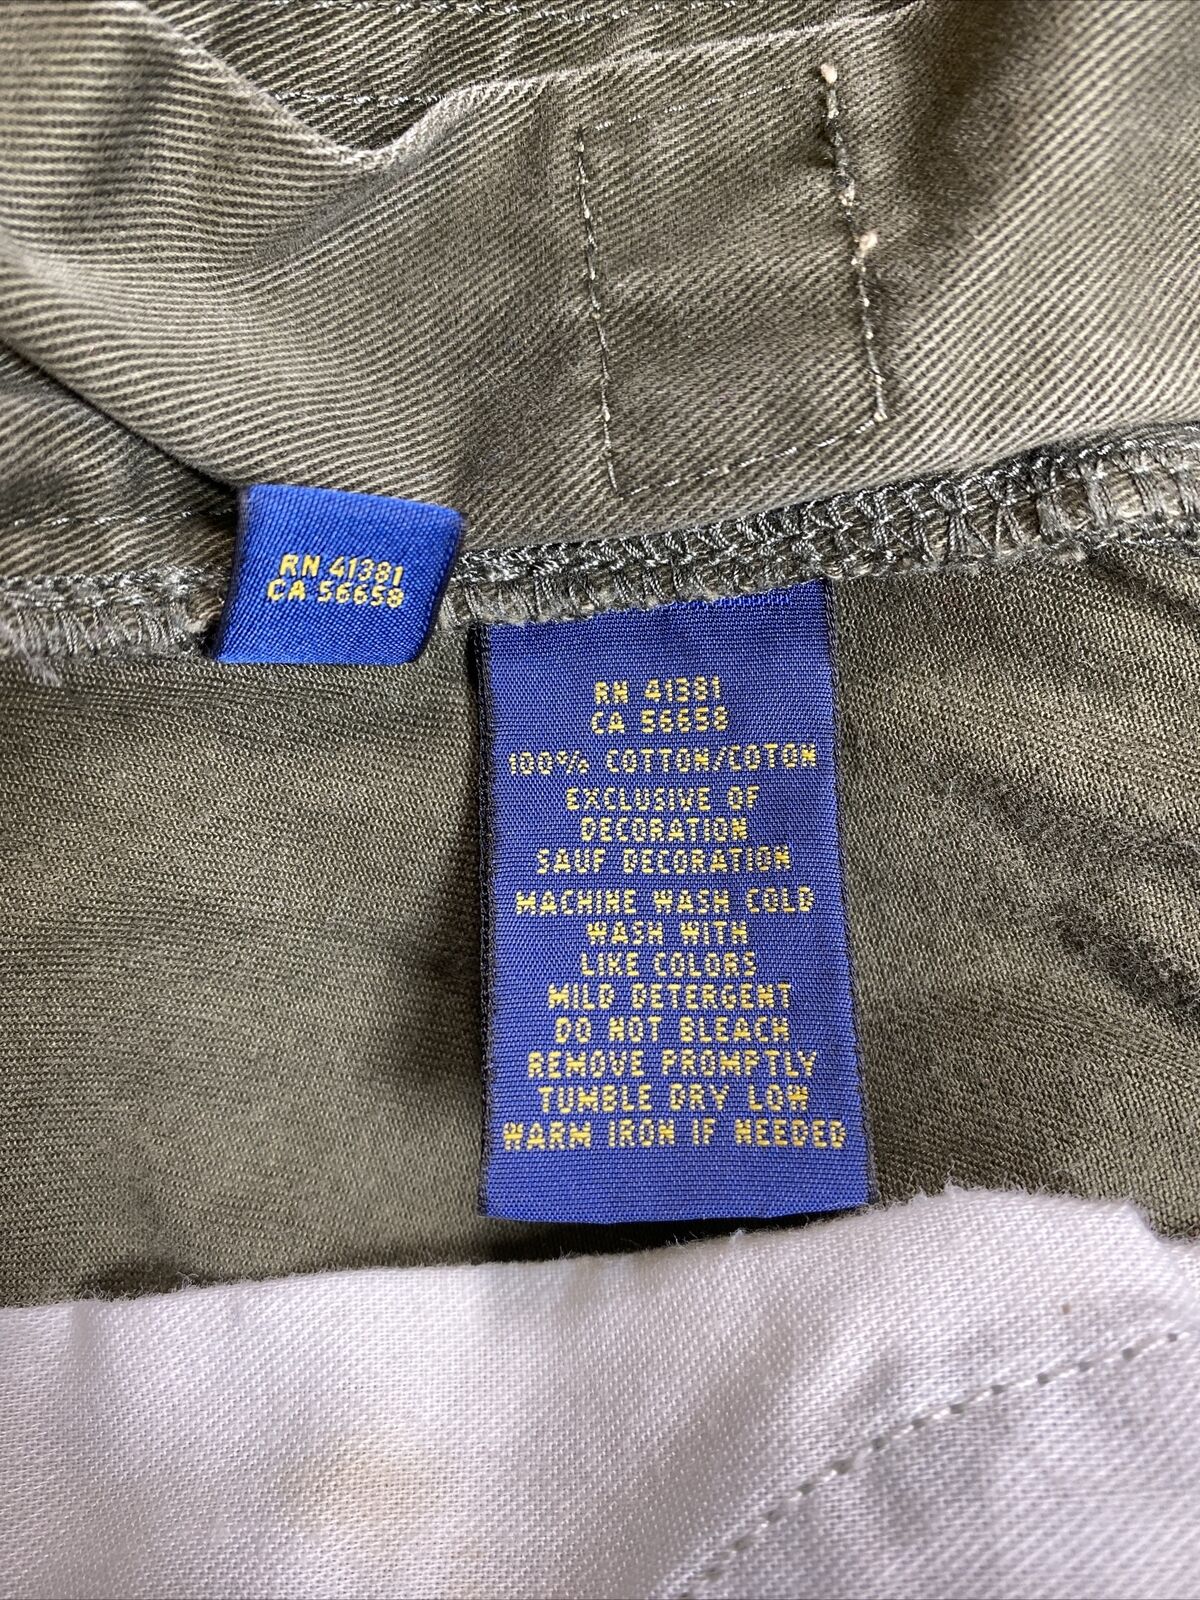 RN 41381
CA 56658
RN 41381
CA 56658
100% COTTON/COTON
EXCLUSIVE OF
DECORATION
SAUF DECORATION
MACHINE WASH COLD
WASH WITH
LIKE COLORS
MILD DETERGENT
DO NOT BLEACH
REMOVE PROMPTLY
TUMBLE DRY LOW
WARM IRON IF NEEDED